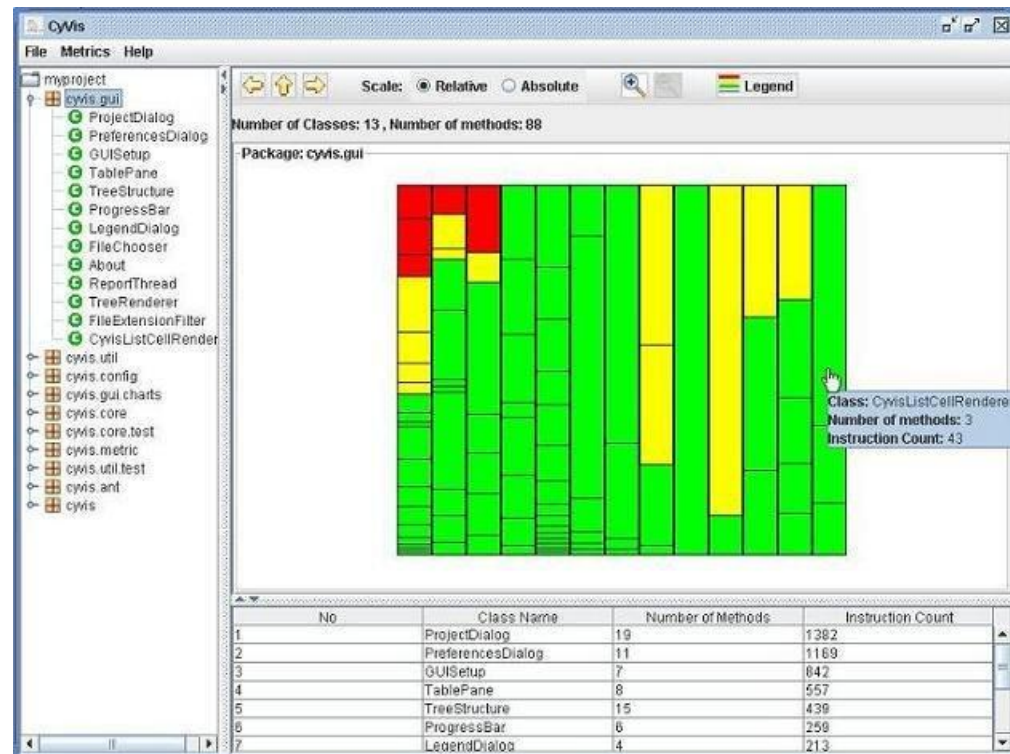 CyVis
File Metrics Help
myproject
cyvis.gui
ProjectDialog
PreferencesDialog
GUISetup
TablePane
TreeStructure
ProgressBar
LegendDialog
FileChooser
About
ReportThread
TreeRenderer
FileExtensionFilter
CyvisListCellRender
cyvis.util
cyvis.config
cyvis.gui.charts
cyvis.core
cyvis.core.test
cyvis.metric
cyvis.util.test
cyvis.ant
cyvis
Scale: Relative Absolute Legend
Number of Classes: 13 , Number of methods: 88
Package: cyvis.gui
Class: CyvisListCellRendere
Number of methods: 3
Instruction Count: 43
No Class Name Number of Methods Instruction Count
1 ProjectDialog 19 1382
2 PreferencesDialog 11 1169
3 GUISetup 7 842
4 TablePane 8 557
5 TreeStructure 15 439
6 ProgressBar 6 259
7 LegendDialog 4 213